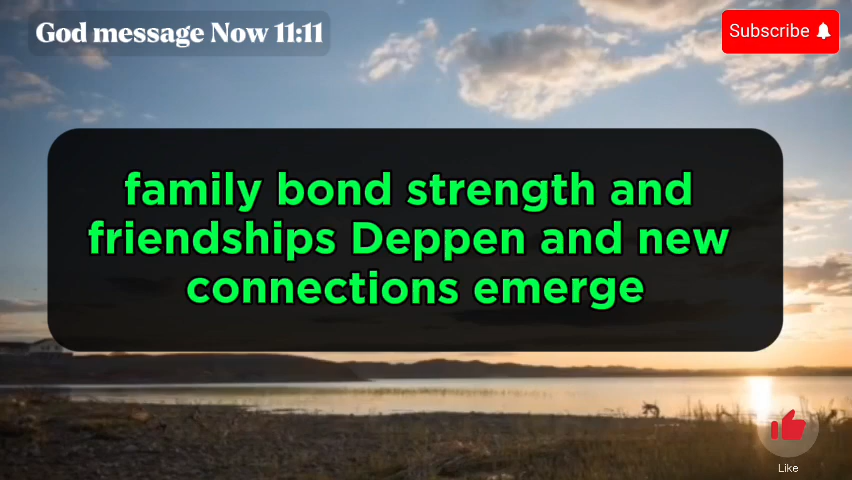 God message Now 11:11
Subscribe
family bond strength and
friendships Deppen and new
connections emerge
Like